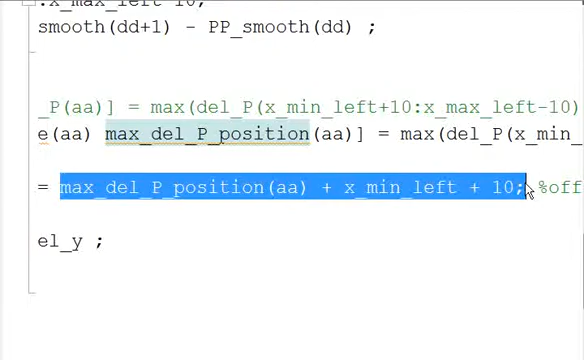 :x_max_left-10;
smooth(dd+1) - PP_smooth(dd) ;
_P(aa)] = max(del_P(x_min_left+10:x_max_left-10)
e(aa) max_del_P_position(aa)] = max(del_P(x_min_
= max_del_P_position(aa) + x_min_left + 10; %off
el_y ;